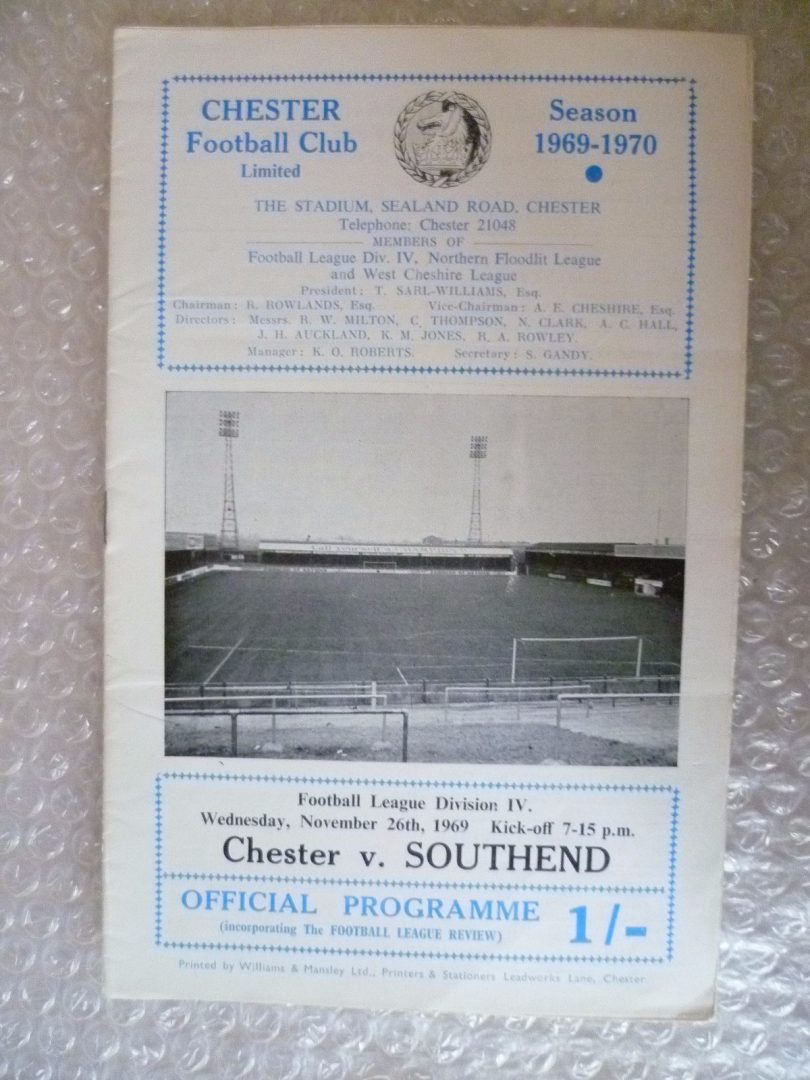 CHESTER
Football Club
Limited
Season
1969-1970
THE STADIUM, SEALAND ROAD, CHESTER
Telephone: Chester 21048
MEMBERS OF
Football League Div. IV, Northern Floodlit League
and West Cheshire League
President: T. SARL-WILLIAMS, Esq.
Chairman: R. ROWLANDS, Esq. Vice-Chairman: A. E. CHESHIRE, Esq.
Directors: Messrs. R. W. MILTON, C. THOMPSON, N. CLARK, A. C. HALL,
J. H. AUCKLAND, K. M. JONES, R. A. ROWLEY.
Manager: K. O. ROBERTS. Secretary: S. GANDY.
Football League Division IV.
Wednesday, November 26th, 1969 Kick-off 7-15 p.m.
Chester v. SOUTHEND
OFFICIAL PROGRAMME 1/-
(incorporating The FOOTBALL LEAGUE REVIEW)
Printed by Williams & Mansley Ltd., Printers & Stationers Leadworks Lane, Chester.